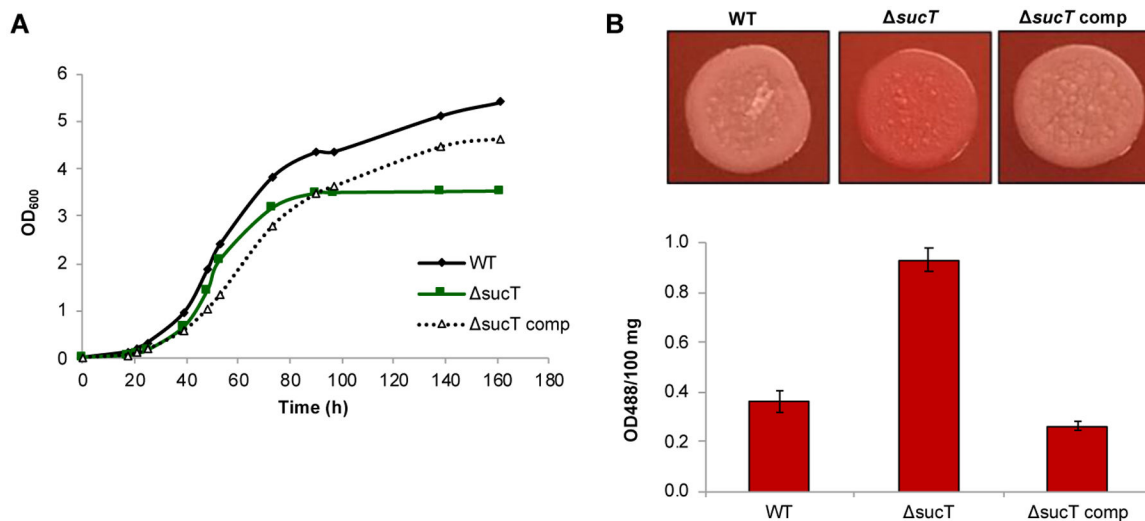 A
OD600
6
5
4
3
2
1
0
WT
ΔsucT
ΔsucT comp
0 20 40 60 80 100 120 140 160 180
Time (h)
B
WT ΔsucT ΔsucT comp
OD488/100 mg
1.0
0.8
0.6
0.4
0.2
0.0
WT ΔsucT ΔsucT comp